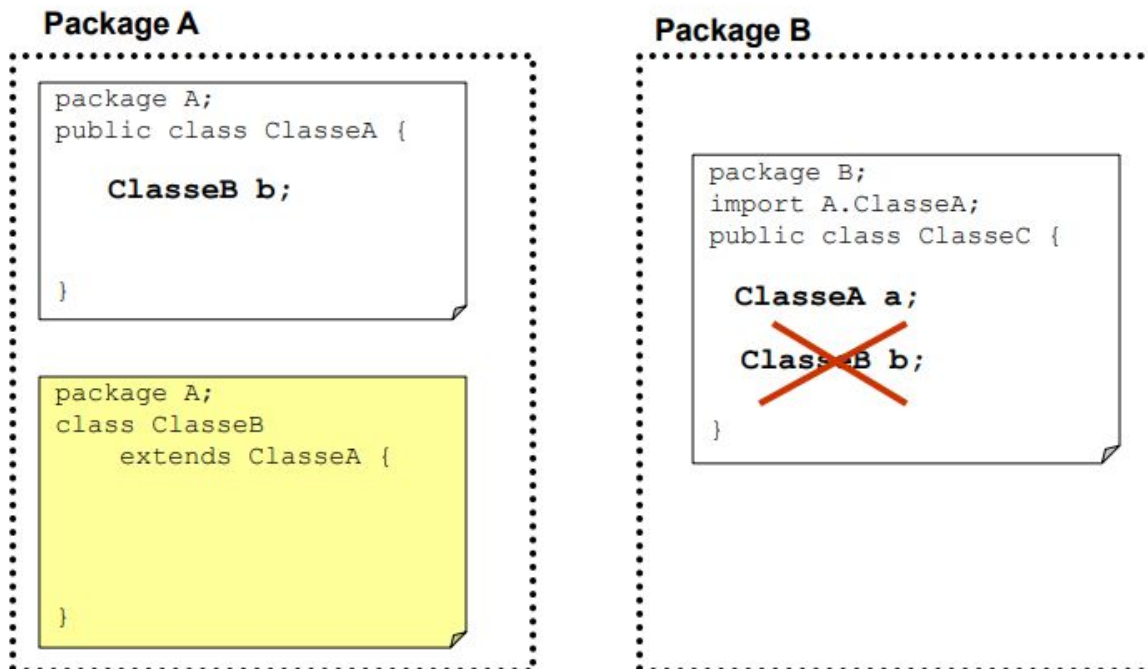 Package A
package A;
public class ClasseA {
ClasseB b;
}
package A;
class ClasseB
extends ClasseA {
}
Package B
package B;
import A.ClasseA;
public class ClasseC {
ClasseA a;
ClasseB b;
}